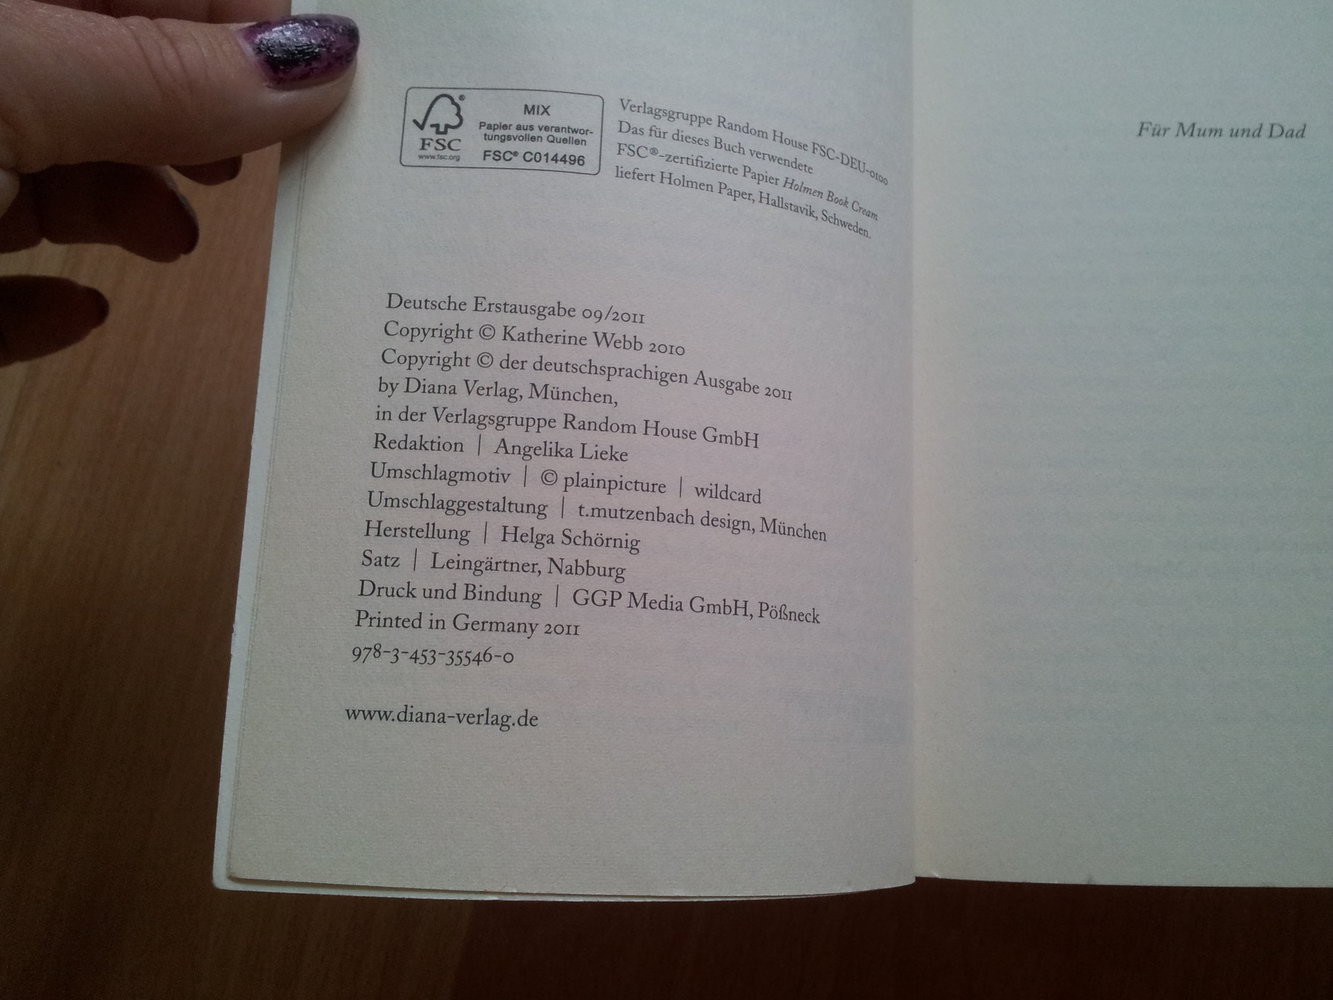 MIX
Papier aus verantwor-
tungsvollen Quellen
FSC® C014496
FSC
www.fsc.org
Verlagsgruppe Random House FSC-DEU-0100
Das für dieses Buch verwendete
FSC®-zertifizierte Papier Holmen Book Cream
liefert Holmen Paper, Hallstavik, Schweden.
Deutsche Erstausgabe 09/2011
Copyright © Katherine Webb 2010
Copyright © der deutschsprachigen Ausgabe 2011
by Diana Verlag, München,
in der Verlagsgruppe Random House GmbH
Redaktion | Angelika Lieke
Umschlagmotiv | © plainpicture | wildcard
Umschlaggestaltung | t.mutzenbach design, München
Herstellung | Helga Schörnig
Satz | Leingärtner, Nabburg
Druck und Bindung | GGP Media GmbH, Pößneck
Printed in Germany 2011
978-3-453-35546-0
www.diana-verlag.de
Für Mum und Dad